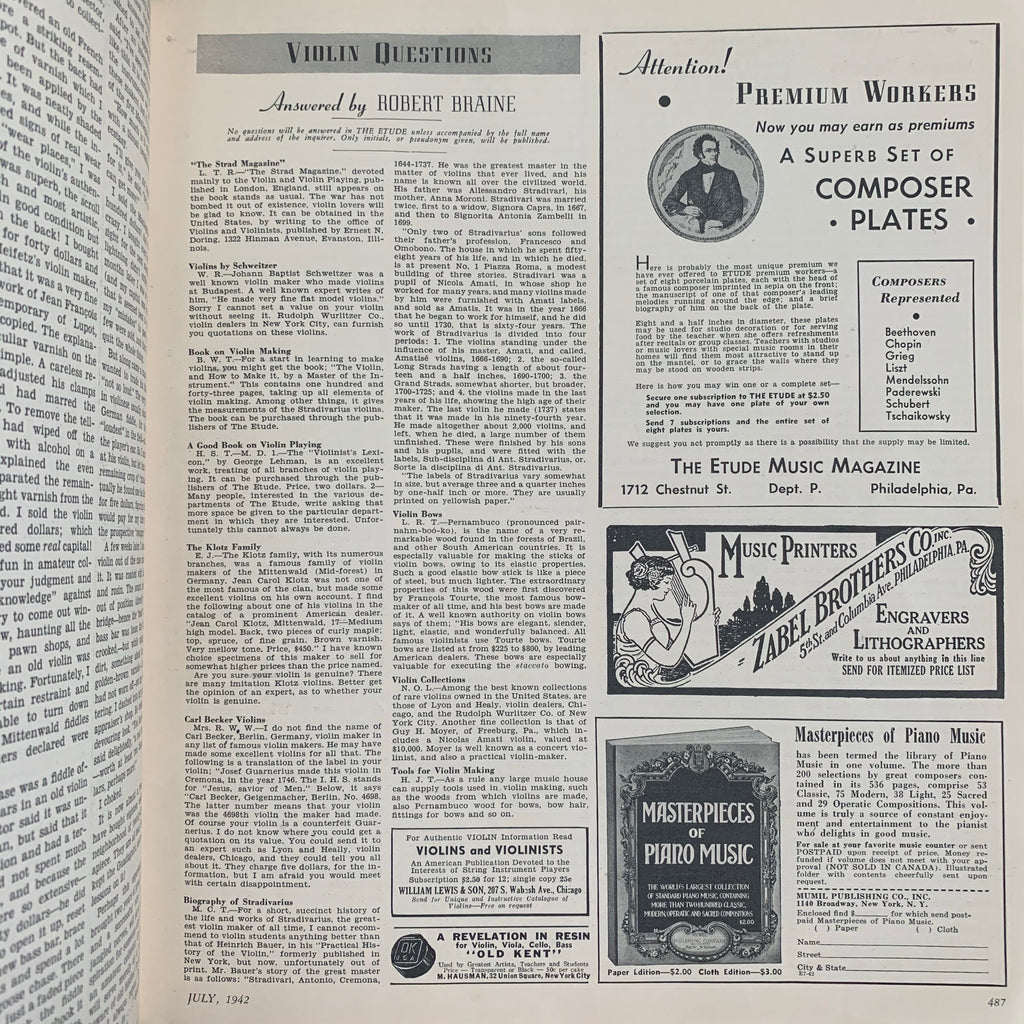 VIOLIN QUESTIONS
Answered by ROBERT BRAINE
No questions will be answered in THE ETUDE unless accompanied by the full name
and address of the inquirer. Only initials, or pseudonym given, will be published.
"The Strad Magazine"
L. T. R.—"The Strad Magazine," devoted
mainly to the Violin and Violin Playing, pub-
lished in London, England, still appears on
the book stands as usual. The war has not
bombed it out of existence, violin lovers will
be glad to know. It can be obtained in the
United States, by writing to the office of
Violins and Violinists, published by Ernest N.
Doring, 1322 Hinman Avenue, Evanston, Illi-
nois.
Violins by Schweitzer
W. R.—Johann Baptist Schweitzer was a
well known violin maker who made violins
at Budapest. A well known expert writes of
him, "He made very fine flat model violins."
Sorry I cannot set a value on your violin
without seeing it. Rudolph Wurlitzer Co.,
violin dealers in New York City, can furnish
you quotations on these violins.
Book on Violin Making
B. W. T.—For a start in learning to make
violins, you might get the book; "The Violin,
and How to Make it, by a Master of the In-
strument." This contains one hundred and
forty-three pages, taking up all elements of
violin making. Among other things, it gives
the measurements of the Stradivarius violins.
The book can be purchased through the pub-
lishers of The Etude.
A Good Book on Violin Playing
H. S. T.—M. D. 1.—The "Violinist's Lexi-
con," by George Lehman, is an excellent
work, treating of all branches of violin play-
ing. It can be purchased through the pub-
lishers of The Etude. Price, two dollars. 2—
Many people, interested in the various de-
partments of The Etude, write asking that
more space be given to the particular depart-
ment in which they are interested. Unfor-
tunately this cannot always be done.
The Klotz Family
E. J.—The Klotz family, with its numerous
branches, was a famous family of violin
makers of the Mittenwald (Mid-forest) in
Germany. Jean Carol Klotz was not one of
the most famous of the clan, but made some
excellent violins on his own account. I find
the following about one of his violins in the
catalog of a prominent American dealer.
"Jean Carol Klotz, Mittenwald, 17—Medium
high model. Back, two pieces of curly maple;
top, spruce, of fine grain. Brown varnish.
Very mellow tone. Price, $450." I have known
choice specimens of this maker to sell for
somewhat higher prices than the price named.
Are you sure your violin is genuine? There
are many imitation Klotz violins. Better get
the opinion of an expert, as to whether your
violin is genuine.
Carl Becker Violins
Mrs. R. W. W.—I do not find the name of
Carl Becker, Berlin, Germany, violin maker in
any list of famous violin makers. He may have
made some excellent violins for all that. The
following is a translation of the label in your
violin; "Josef Guarnerius made this violin in
Cremona, in the year 1746. The I. H. S. stands
for "Jesus, savior of Men." Below, it says
"Carl Becker, Geigenmacher, Berlin, No. 4698.
The latter number means that your violin
was the 4698th violin the maker had made.
Of course your violin is a counterfeit Guar-
nerius. I do not know where you could get a
quotation on its value. You could send it to
an expert such as Lyon and Healy, violin
dealers, Chicago, and they could tell you all
about it. They charge five dollars, for the in-
formation, but I am afraid you would meet
with certain disappointment.
Biography of Stradivarius
M. C. T.—For a short, succinct history of
the life and works of Stradivarius, the great-
est violin maker of all time, I cannot recom-
mend to violin students anything better than
that of Heinrich Bauer, in his "Practical His-
tory of the Violin," formerly published in
New York, but now, unfortunately out of
print. Mr. Bauer's story of the great master
is as follows: "Stradivari, Antonio, Cremona,
1644-1737. He was the greatest master in the
matter of violins that ever lived, and his
name is known all over the civilized world.
His father was Allessandro Stradivari, his
mother, Anna Moroni. Stradivari was married
twice, first to a widow, Signora Capra, in 1667,
and then to Signorita Antonia Zambelli in
1699.
"Only two of Stradivarius' sons followed
their father's profession, Francesco and
Omobono. The house in which he spent fifty-
eight years of his life, and in which he died,
is at present No. 1 Piazza Roma, a modest
building of three stories. Stradivari was a
pupil of Nicola Amati, in whose shop he
worked for many years, and many violins made
by him were furnished with Amati labels,
and sold as Amatis. It was in the year 1666
that he began to work for himself, and he did
so until 1730, that is sixty-four years. The
work of Stradivarius is divided into four
periods: 1. The violins standing under the
influence of his master, Amati, and called,
Amatisé violins, 1666-1690; 2. the so-called
Long Strads having a length of about four-
teen and a half inches, 1690-1700; 3. the
Grand Strads, somewhat shorter, but broader,
1700-1725; and 4. the violins made in the last
years of his life, showing the high age of their
maker. The last violin he made (1737) states
that it was made in his ninety-fourth year.
He made altogether about 2,000 violins, and
left, when he died, a large number of them
unfinished. These were finished by his sons
and his pupils, and were fitted with the
labels, Sub-disciplina di Ant. Stradivarius, or,
Sorte la disciplina di Ant. Stradivarius.
"The labels of Stradivarius vary somewhat
in size, but average three and a quarter inches
by one-half inch or more. They are usually
printed on yellowish paper."
Violin Bows
L. R. T.—Pernambuco (pronounced pair-
nahm-boó-ko), is the name of a very re-
markable wood found in the forests of Brazil,
and other South American countries. It is
especially valuable for making the sticks of
violin bows, owing to its elastic properties.
Such a good elastic bow stick is like a piece
of steel, but much lighter. The extraordinary
properties of this wood were first discovered
by François Tourte, the most famous bow-
maker of all time, and his best bows are made
of it. A well known authority on violin bows
says of them; "His bows are elegant, slender,
light, elastic, and wonderfully balanced. All
famous violinists use Tourte bows. Tourte
bows are listed at from $225 to $800, by leading
American dealers. These bows are especially
valuable for executing the staccato bowing.
Violin Collections
N. O. L.—Among the best known collections
of rare violins owned in the United States, are
those of Lyon and Healy, violin dealers, Chi-
cago, and the Rudolph Wurlitzer Co. of New
York City. Another fine collection is that of
Guy H. Moyer, of Freeburg, Pa., which in-
cludes a Nicolas Amati violin, valued at
$10,000. Moyer is well known as a concert vio-
linist, and also a practical violin-maker.
Tools for Violin Making
H. J. T.—As a rule any large music house
can supply tools used in violin making, such
as the woods from which violins are made,
also Pernambuco wood for bows, bow hair,
fittings for bows and so on.
For Authentic VIOLIN Information Read
VIOLINS and VIOLINISTS
An American Publication Devoted to the
Interests of String Instrument Players
Subscription $2.50 for 12; single copy 25c
WILLIAM LEWIS & SON, 207 S. Wabash Ave., Chicago
Send for Unique and Instructive Catalogue of
Violins—Free on request
OK
U.S.A.
A REVELATION IN RESIN
for Violin, Viola, Cello, Bass
"OLD KENT"
Used by Greatest Artists, Teachers and Students
Price — Transparent or Black — 50c per cake
M. HAUSMAN, 32 Union Square, New York City
Attention!
PREMIUM WORKERS
Now you may earn as premiums
A SUPERB SET OF
COMPOSER
• PLATES •
Here is probably the most unique premium we
have ever offered to ETUDE premium workers—a
set of eight porcelain plates, each with the head of
a famous composer imprinted in sepia on the front;
the manuscript of one of that composer's leading
melodies running around the edge; and a brief
biography of him on the back of the plate.
Eight and a half inches in diameter, these plates
may be used for studio decoration or for serving
food by the teacher when she offers refreshments
after recitals or group classes. Teachers with studios
or music lovers with special music rooms in their
homes will find them most attractive to stand up
on the mantel, or to grace the walls where they
may be stood on wooden strips.
Here is how you may win one or a complete set—
Secure one subscription to THE ETUDE at $2.50
and you may have one plate of your own
selection.
Send 7 subscriptions and the entire set of
eight plates is yours.
COMPOSERS
Represented
•
Beethoven
Chopin
Grieg
Liszt
Mendelssohn
Paderewski
Schubert
Tschaikowsky
We suggest you act promptly as there is a possibility that the supply may be limited.
THE ETUDE MUSIC MAGAZINE
1712 Chestnut St. Dept. P. Philadelphia, Pa.
MUSIC PRINTERS
ZABEL BROTHERS CO. INC.
5th St. and Columbia Ave. PHILADELPHIA, PA.
ENGRAVERS
AND
LITHOGRAPHERS
Write to us about anything in this line
SEND FOR ITEMIZED PRICE LIST
MASTERPIECES
OF
PIANO MUSIC
THE WORLD'S LARGEST COLLECTION
OF STANDARD PIANO MUSIC, CONTAINING
MORE THAN TWO HUNDRED CLASSIC,
MODERN, OPERATIC AND SACRED COMPOSITIONS
$2.00
Paper Edition—$2.00 Cloth Edition—$3.00
Masterpieces of Piano Music
has been termed the library of Piano
Music in one volume. The more than
200 selections by great composers con-
tained in its 536 pages, comprise 53
Classic, 75 Modern, 38 Light, 25 Sacred
and 29 Operatic Compositions. This vol-
ume is truly a source of constant enjoy-
ment and entertainment to the pianist
who delights in good music.
For sale at your favorite music counter or sent
POSTPAID upon receipt of price. Money re-
funded if volume does not meet with your ap-
proval (NOT SOLD IN CANADA). Illustrated
folder with contents cheerfully sent upon
request.
MUMIL PUBLISHING CO., INC.
1140 Broadway, New York, N. Y.
Enclosed find $ for which send post-
paid Masterpieces of Piano Music.
( ) Paper ( ) Cloth
Name
Street
City & State
E7-42
JULY, 1942
487